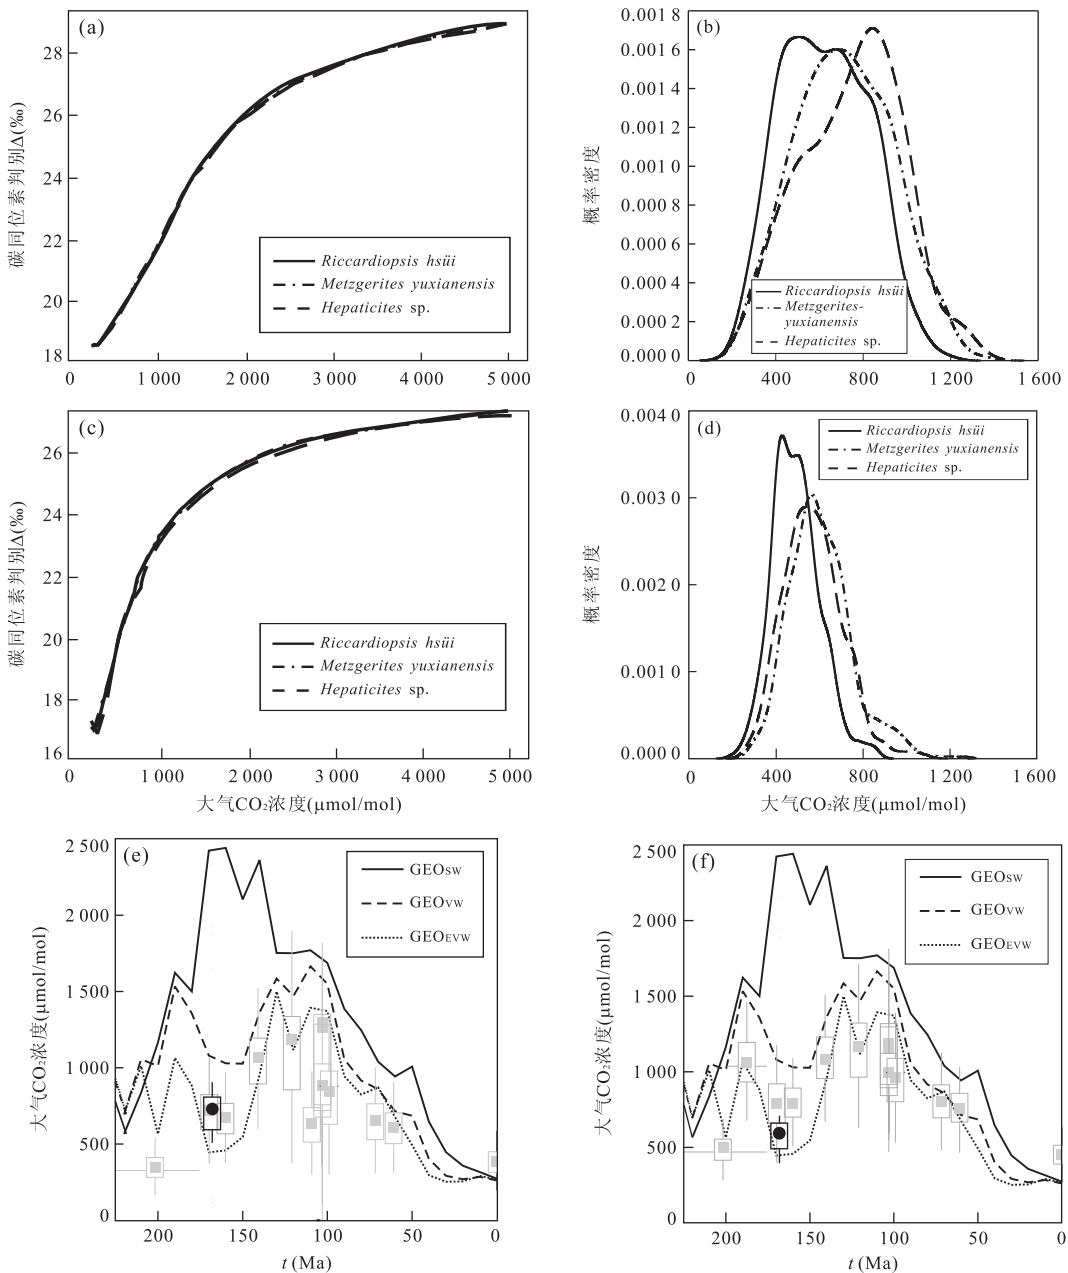 (a)
碳同位素判别Δ(‰)
28
26
24
22
20
18
0 1 000 2 000 3 000 4 000 5 000
Riccardiopsis hsüi
Metzgerites yuxianensis
Hepaticites sp.
(b)
概率密度
0.001 8
0.001 6
0.001 4
0.001 2
0.001 0
0.000 8
0.000 6
0.000 4
0.000 2
0.000 0
0 400 800 1 200 1 600
Riccardiopsis hsüi
Metzgerites-
yuxianensis
Hepaticites sp.
(c)
碳同位素判别Δ(‰)
26
24
22
20
18
16
0 1 000 2 000 3 000 4 000 5 000
大气CO₂浓度(μmol/mol)
Riccardiopsis hsüi
Metzgerites yuxianensis
Hepaticites sp.
(d)
概率密度
0.004 0
0.003 0
0.002 0
0.001 0
0.000 0
0 400 800 1 200 1 600
大气CO₂浓度(μmol/mol)
Riccardiopsis hsüi
Metzgerites yuxianensis
Hepaticites sp.
(e)
大气CO₂浓度(μmol/mol)
2 500
2 000
1 500
1 000
500
0
200 150 100 50 0
t (Ma)
GEOSW
GEOVW
GEOEVW
(f)
大气CO₂浓度(μmol/mol)
2 500
2 000
1 500
1 000
500
0
200 150 100 50 0
t (Ma)
GEOSW
GEOVW
GEOEVW